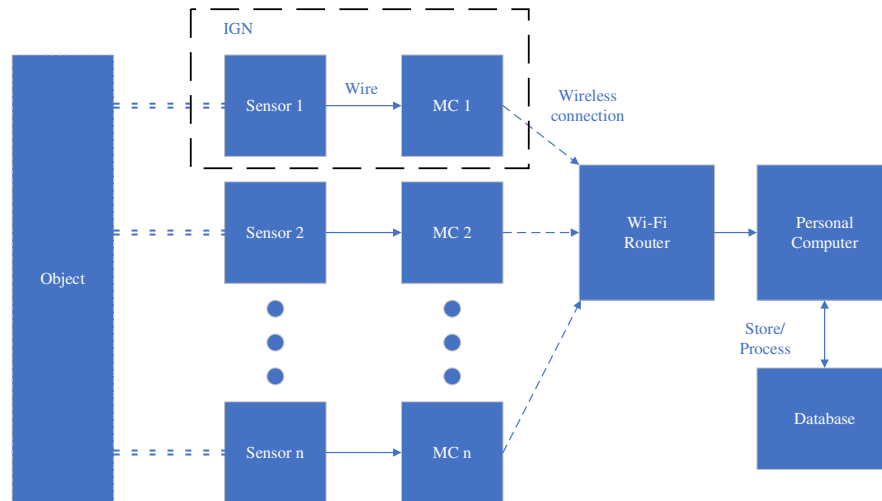 IGN
Sensor 1
Wire
MC 1
Wireless
connection
Sensor 2
MC 2
Wi-Fi
Router
Personal
Computer
Object
Store/
Process
Sensor n
MC n
Database